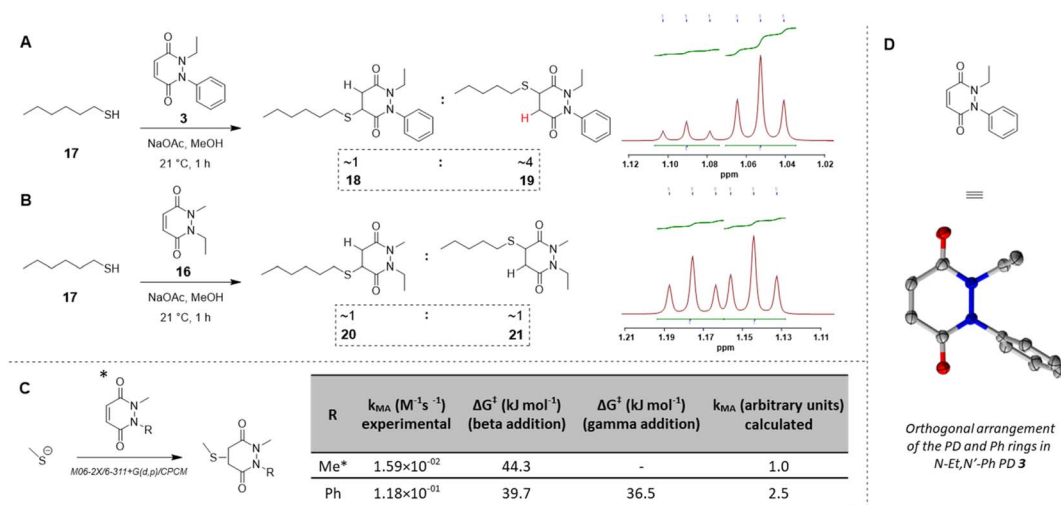 A
3
SH
17
NaOAc, MeOH
21 °C, 1 h
H
O
N
N
O
S
:
S
O
N
N
H
O
~1 : ~4
18 19
1.12 1.10 1.08 1.06 1.04 1.02
ppm
B
O
N
N
O
16
SH
17
NaOAc, MeOH
21 °C, 1 h
H
O
N
N
O
S
:
S
O
N
N
H
O
~1 : ~1
20 21
1.21 1.19 1.17 1.15 1.13 1.11
ppm
C
*
O
N
N
R
O
S
⊖
M06-2X/6-311+G(d,p)/CPCM
S
O
N
N
R
O
R kMA (M-1s -1) experimental ΔG‡ (kJ mol-1) (beta addition) ΔG‡ (kJ mol-1) (gamma addition) kMA (arbitrary units) calculated
Me* 1.59×10-02 44.3 - 1.0
Ph 1.18×10-01 39.7 36.5 2.5
D
O
N
N
O
≡
Orthogonal arrangement
of the PD and Ph rings in
N-Et,N’-Ph PD 3